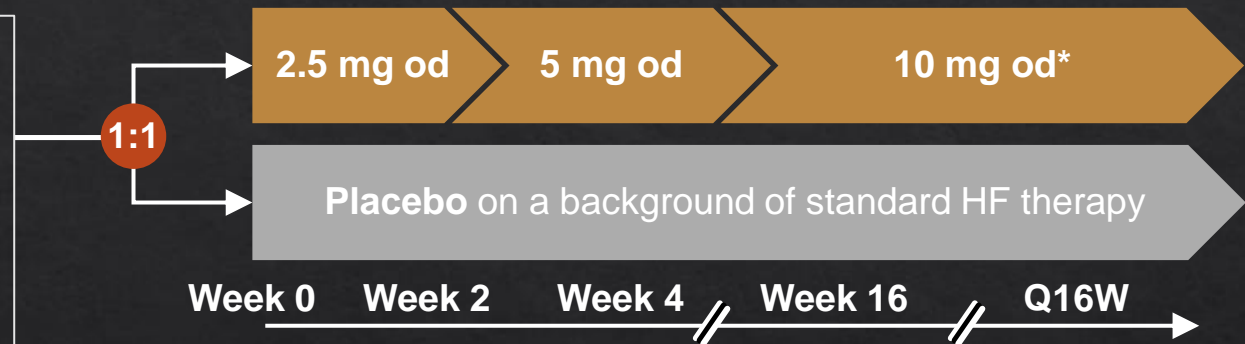 2.5 mg od 5 mg od 10 mg od*
1:1
Placebo on a background of standard HF therapy
Week 0 Week 2 Week 4 Week 16 Q16W